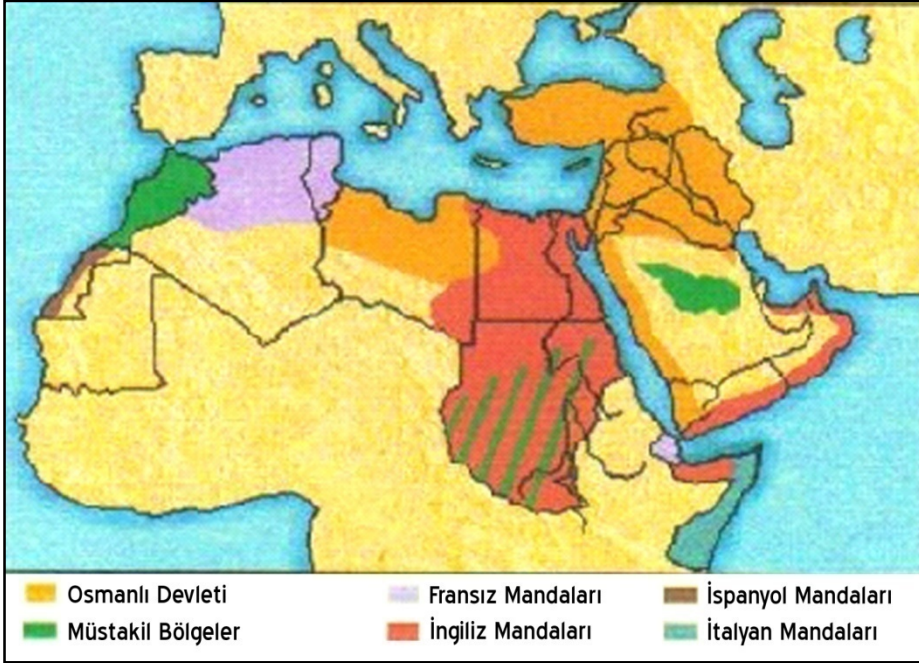 Osmanlı Devleti
Fransız Mandaları
İspanyol Mandaları
Müstakil Bölgeler
İngiliz Mandaları
İtalyan Mandaları